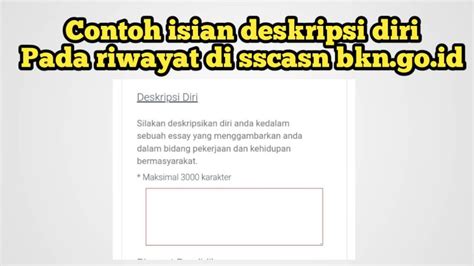 Contoh isian deskripsi diri
Pada riwayat di sscasn bkn.go.id
Deskripsi Diri
Silakan deskripsikan diri anda kedalam
sebuah essay yang menggambarkan anda
dalam bidang pekerjaan dan kehidupan
bermasyarakat.
* Maksimal 3000 karakter